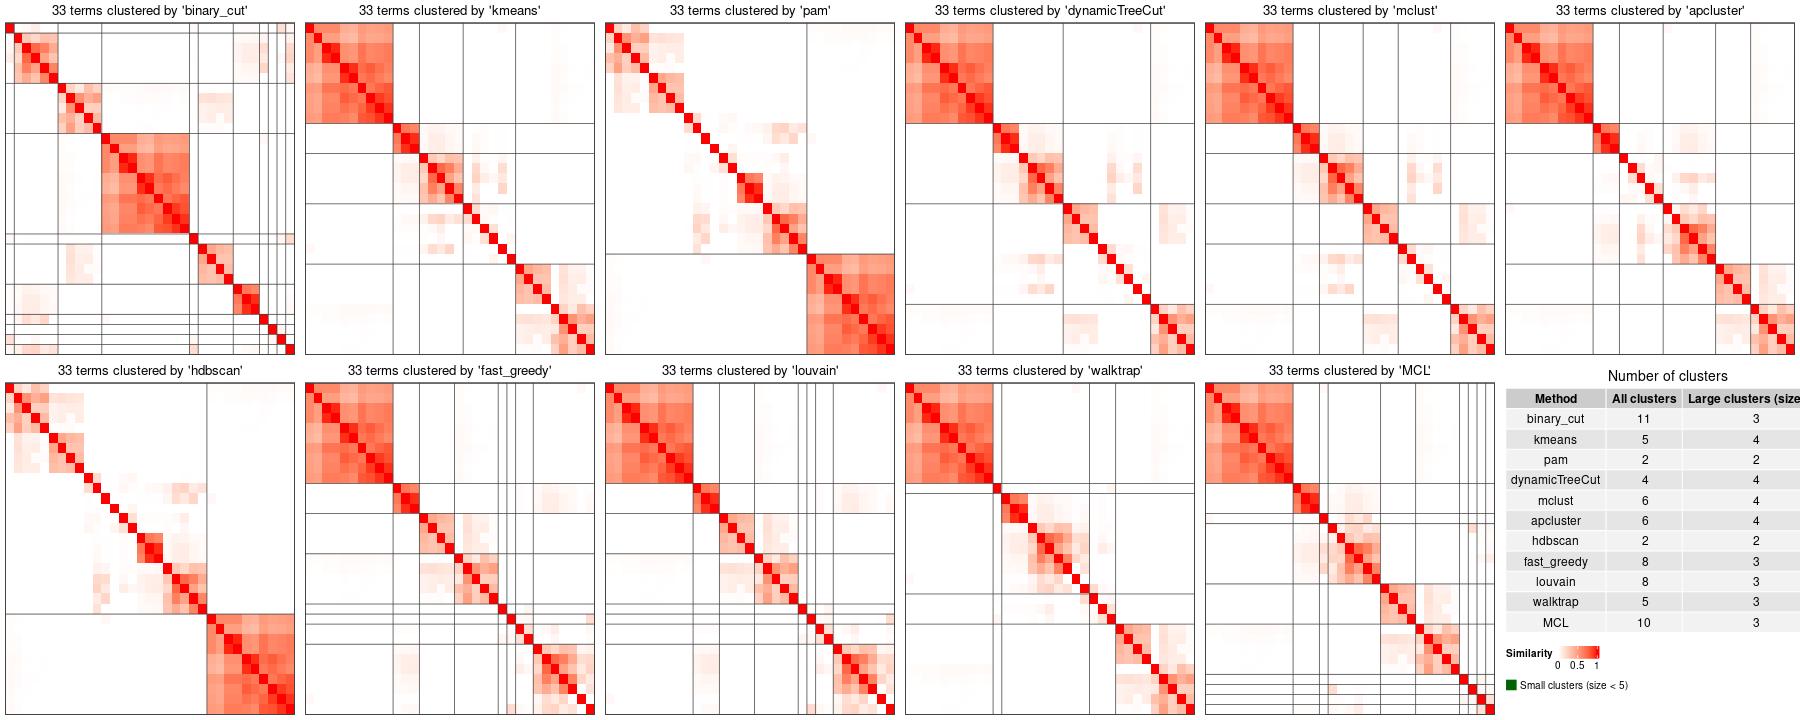 33 terms clustered by 'binary_cut'
33 terms clustered by 'kmeans'
33 terms clustered by 'pam'
33 terms clustered by 'dynamicTreeCut'
33 terms clustered by 'mclust'
33 terms clustered by 'apcluster'
33 terms clustered by 'hdbscan'
33 terms clustered by 'fast_greedy'
33 terms clustered by 'louvain'
33 terms clustered by 'walktrap'
33 terms clustered by 'MCL'
Number of clusters
Method All clusters Large clusters (size
binary_cut 11 3
kmeans 5 4
pam 2 2
dynamicTreeCut 4 4
mclust 6 4
apcluster 6 4
hdbscan 2 2
fast_greedy 8 3
louvain 8 3
walktrap 5 3
MCL 10 3
Similarity
0 0.5 1
Small clusters (size < 5)